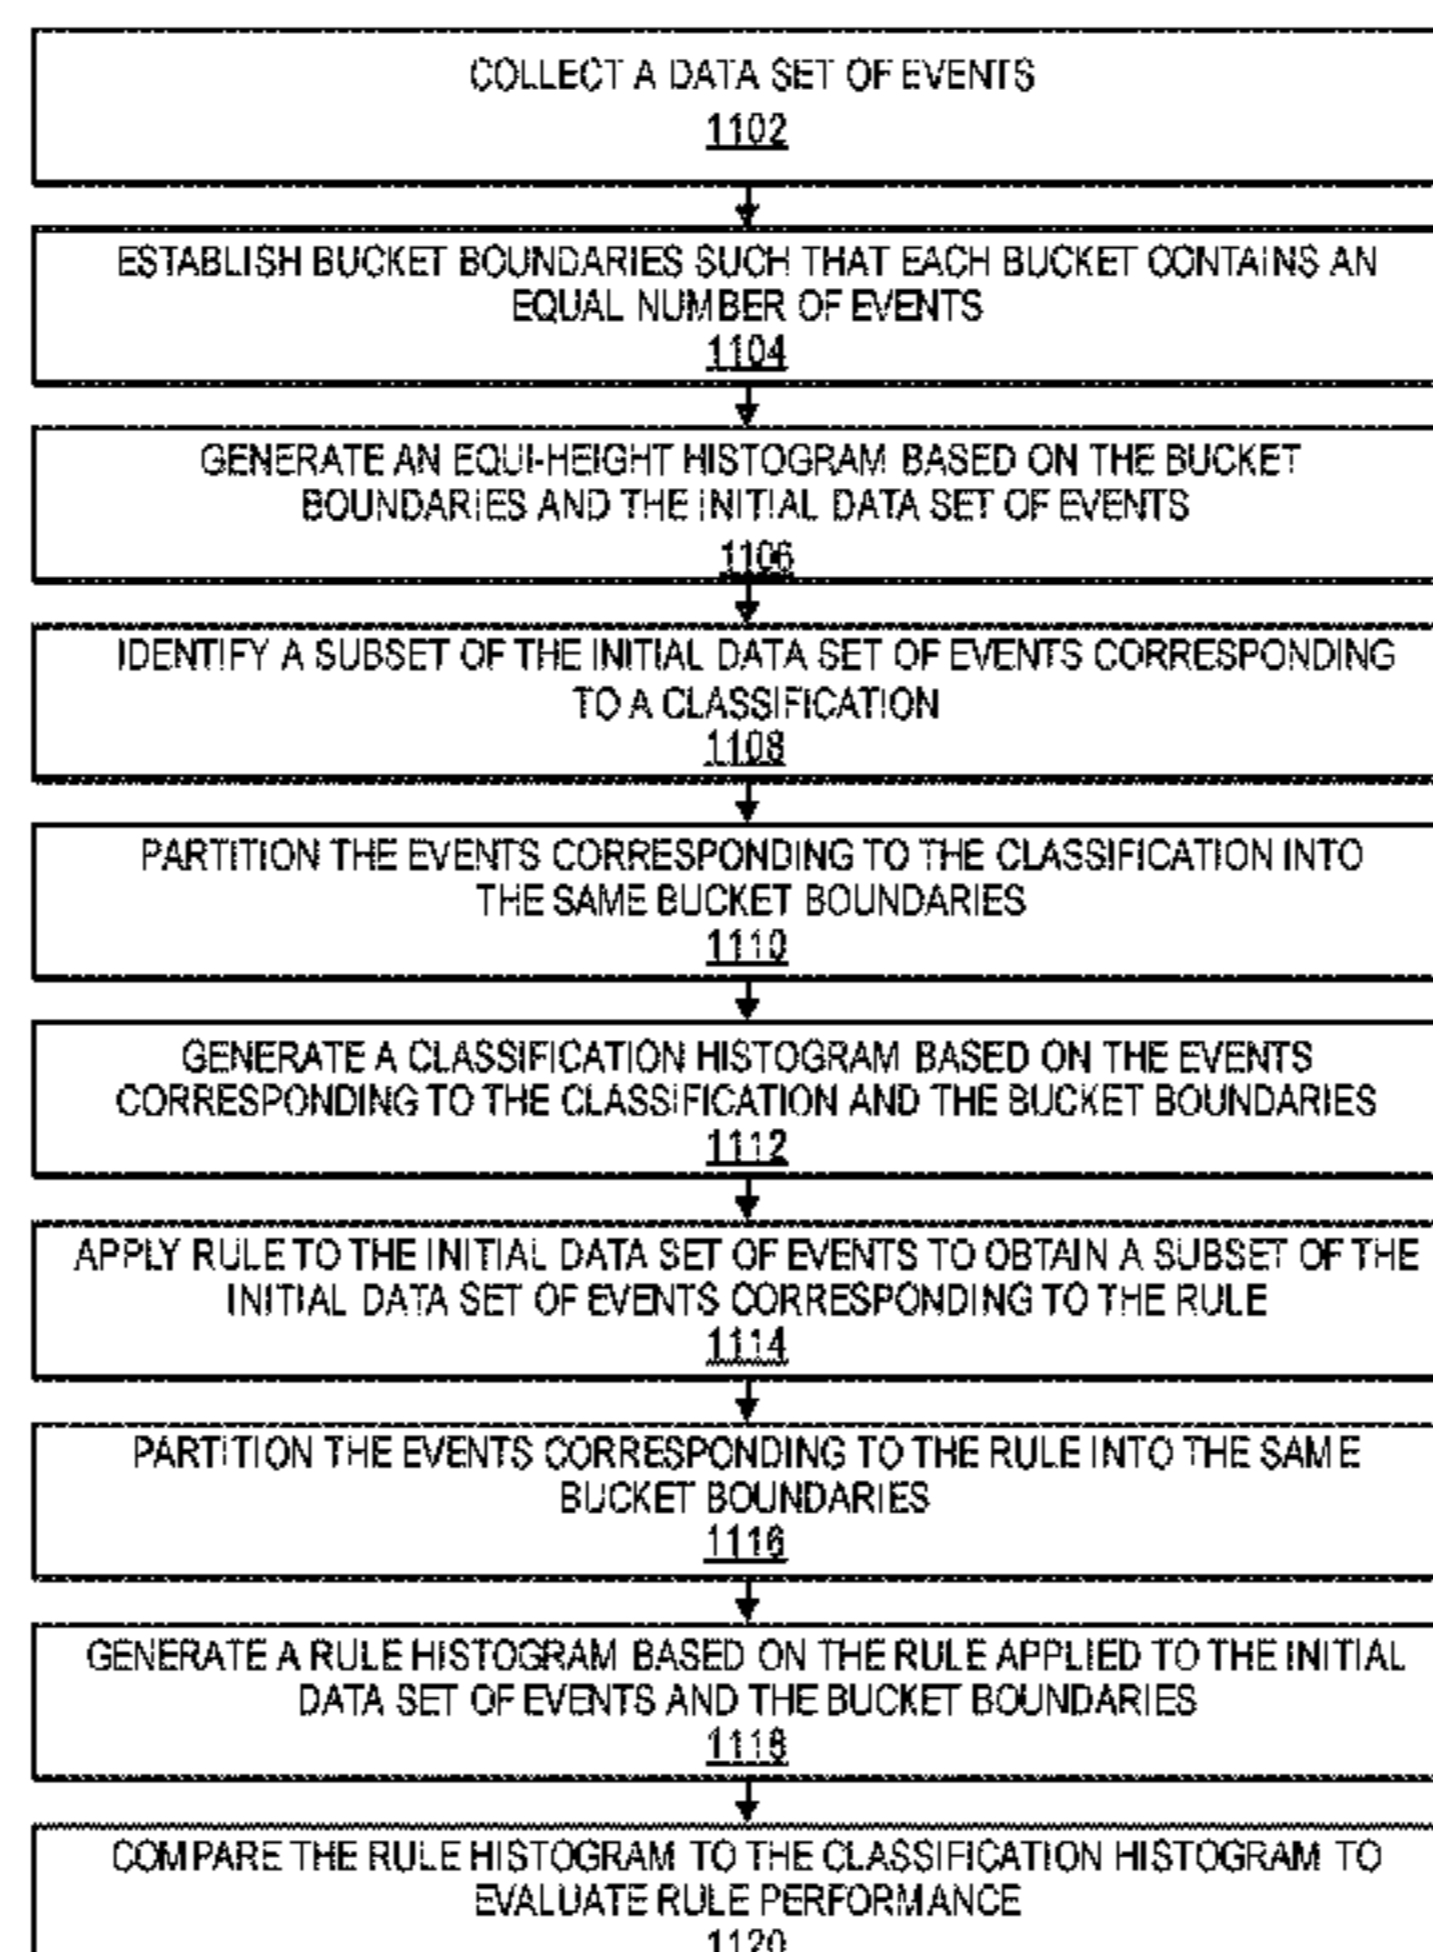 COLLECT A DATA SET OF EVENTS
1102
ESTABLISH BUCKET BOUNDARIES SUCH THAT EACH BUCKET CONTAINS AN
EQUAL NUMBER OF EVENTS
1104
GENERATE AN EQUI-HEIGHT HISTOGRAM BASED ON THE BUCKET
BOUNDARIES AND THE INITIAL DATA SET OF EVENTS
1106
IDENTIFY A SUBSET OF THE INITIAL DATA SET OF EVENTS CORRESPONDING
TO A CLASSIFICATION
1108
PARTITION THE EVENTS CORRESPONDING TO THE CLASSIFICATION INTO
THE SAME BUCKET BOUNDARIES
1110
GENERATE A CLASSIFICATION HISTOGRAM BASED ON THE EVENTS
CORRESPONDING TO THE CLASSIFICATION AND THE BUCKET BOUNDARIES
1112
APPLY RULE TO THE INITIAL DATA SET OF EVENTS TO OBTAIN A SUBSET OF THE
INITIAL DATA SET OF EVENTS CORRESPONDING TO THE RULE
1114
PARTITION THE EVENTS CORRESPONDING TO THE RULE INTO THE SAME
BUCKET BOUNDARIES
1116
GENERATE A RULE HISTOGRAM BASED ON THE RULE APPLIED TO THE INITIAL
DATA SET OF EVENTS AND THE BUCKET BOUNDARIES
1118
COMPARE THE RULE HISTOGRAM TO THE CLASSIFICATION HISTOGRAM TO
EVALUATE RULE PERFORMANCE
1120